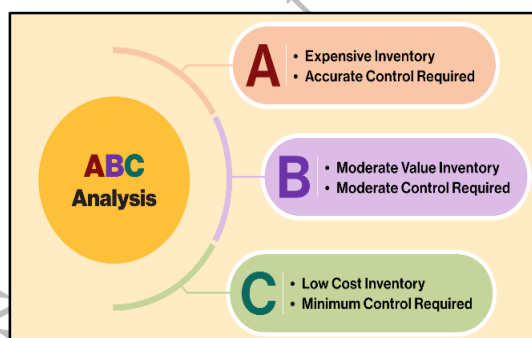 ABC
Analysis
A
• Expensive Inventory
• Accurate Control Required
B
• Moderate Value Inventory
• Moderate Control Required
C
• Low Cost Inventory
• Minimum Control Required